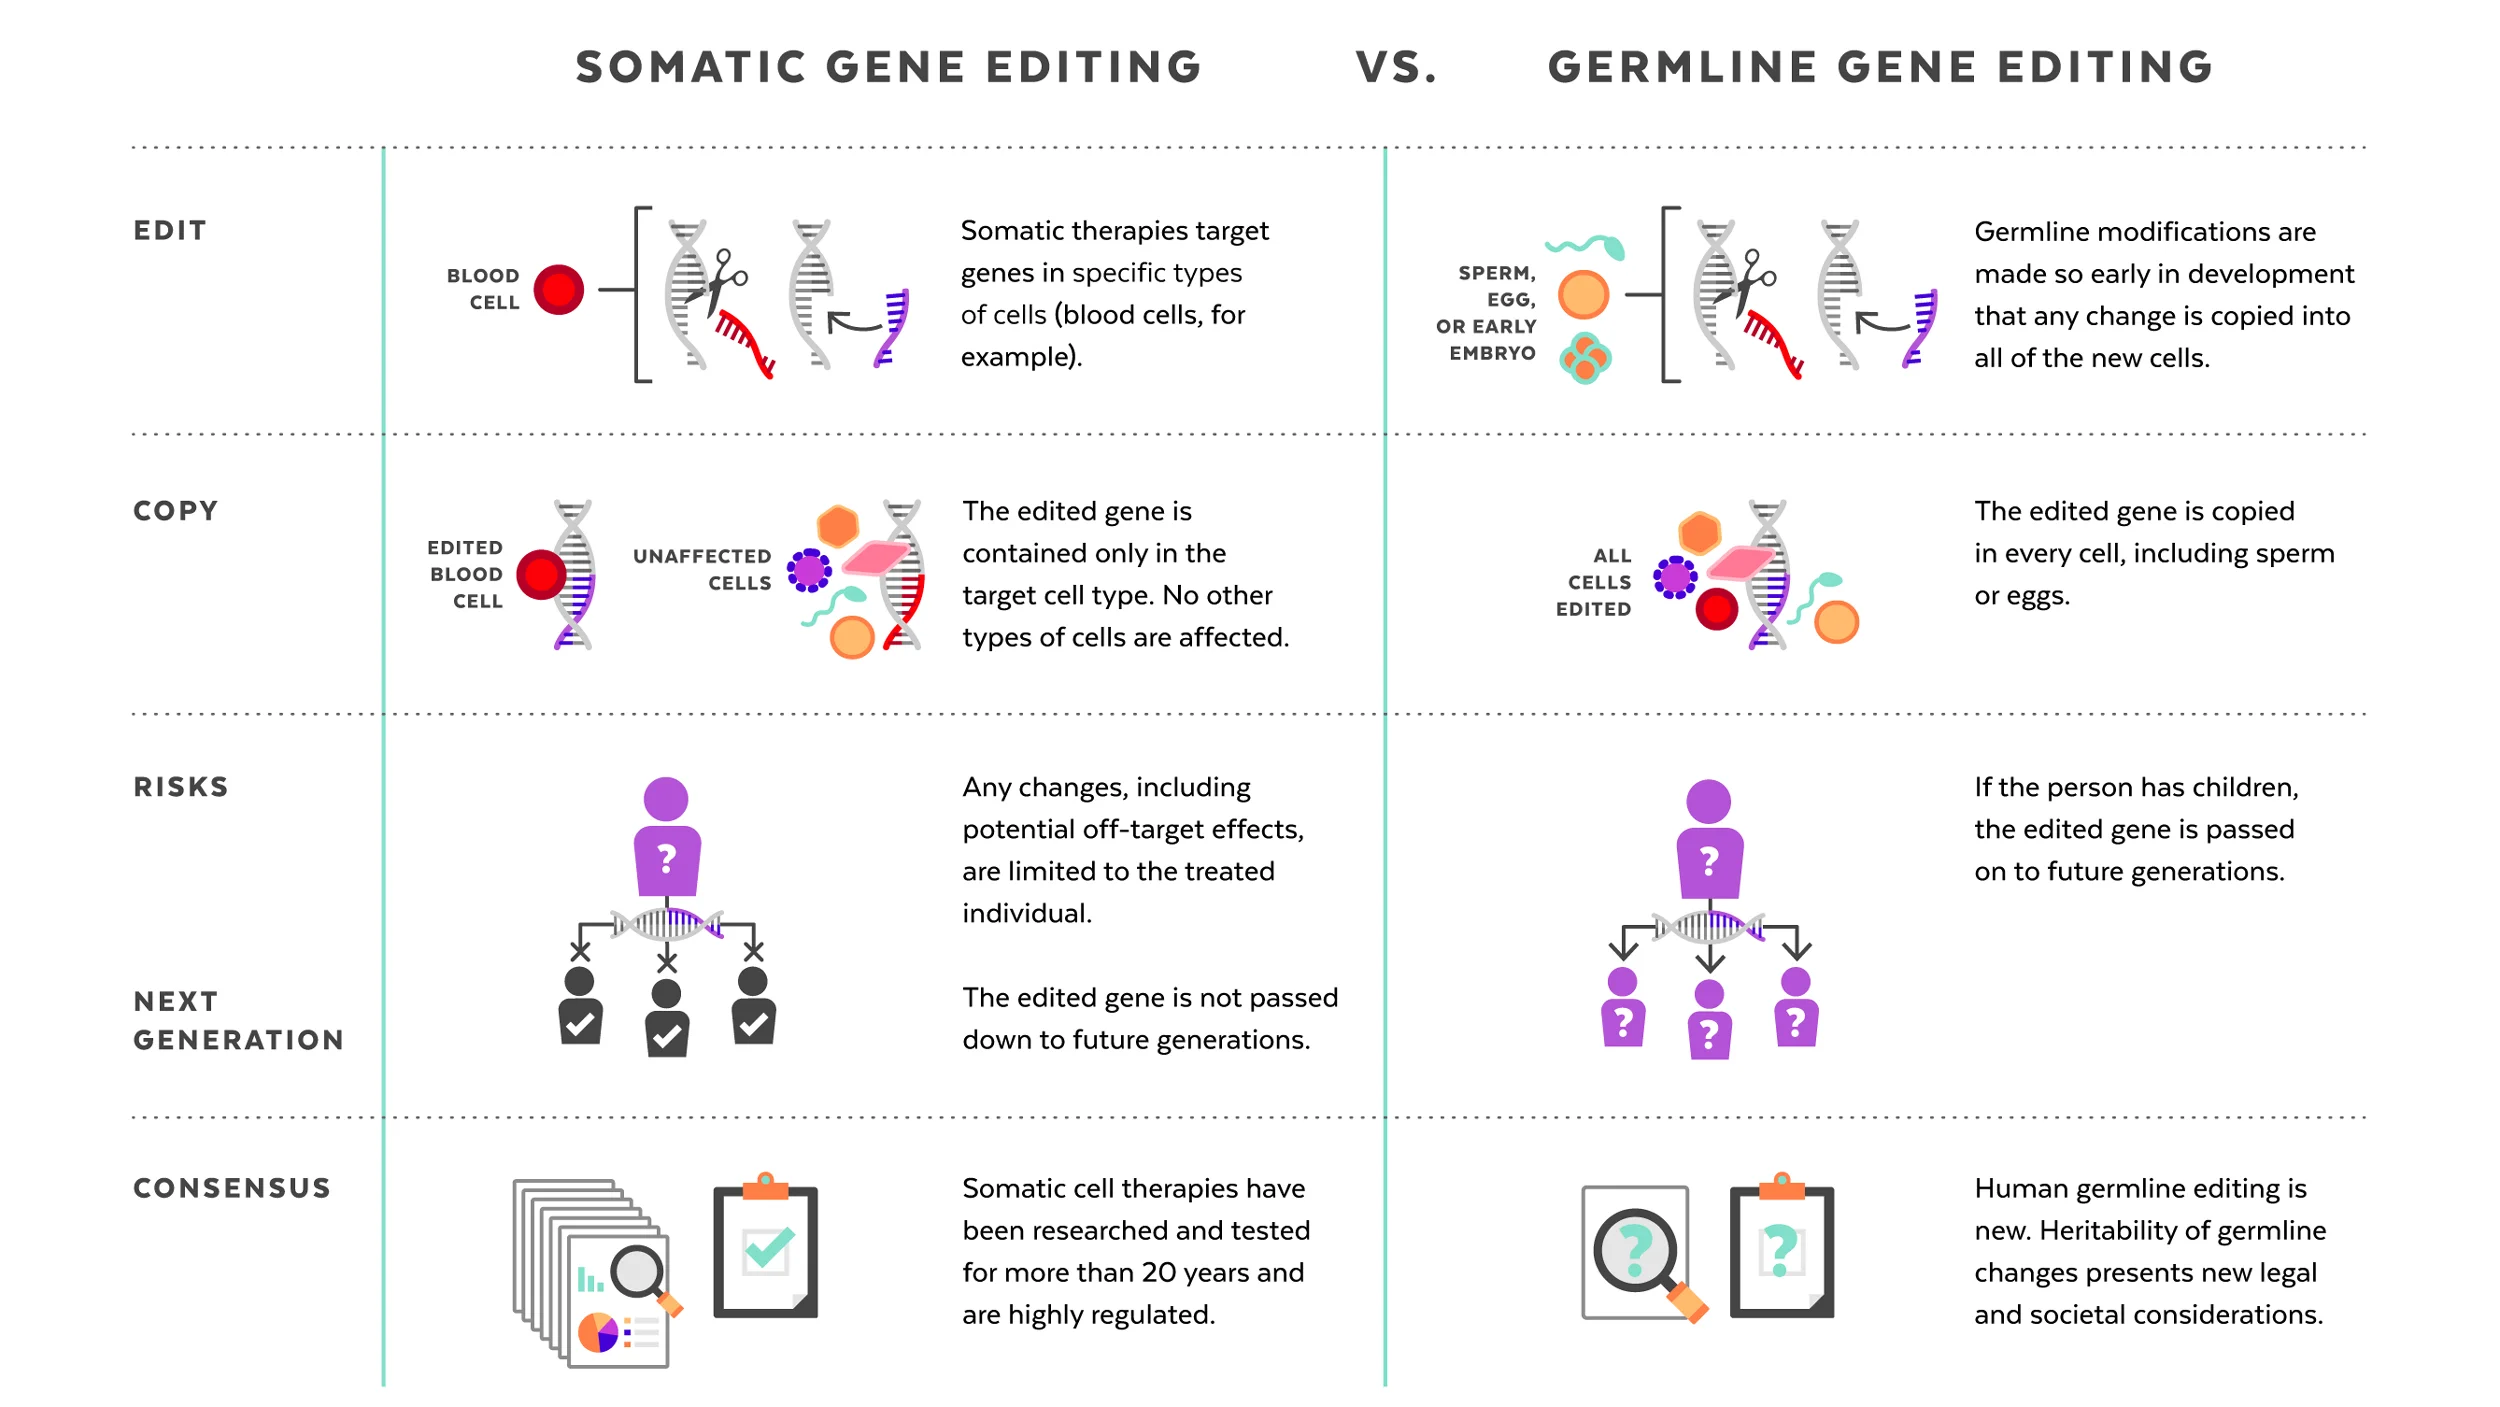 SOMATIC GENE EDITING VS. GERMLINE GENE EDITING
EDIT
BLOOD
CELL
Somatic therapies target
genes in specific types
of cells (blood cells, for
example).
SPERM,
EGG,
OR EARLY
EMBRYO
Germline modifications are
made so early in development
that any change is copied into
all of the new cells.
COPY
EDITED
BLOOD
CELL
UNAFFECTED
CELLS
The edited gene is
contained only in the
target cell type. No other
types of cells are affected.
ALL
CELLS
EDITED
The edited gene is copied
in every cell, including sperm
or eggs.
RISKS
?
Any changes, including
potential off-target effects,
are limited to the treated
individual.
?
If the person has children,
the edited gene is passed
on to future generations.
NEXT
GENERATION
The edited gene is not passed
down to future generations.
? ? ?
CONSENSUS
Somatic cell therapies have
been researched and tested
for more than 20 years and
are highly regulated.
? ?
Human germline editing is
new. Heritability of germline
changes presents new legal
and societal considerations.